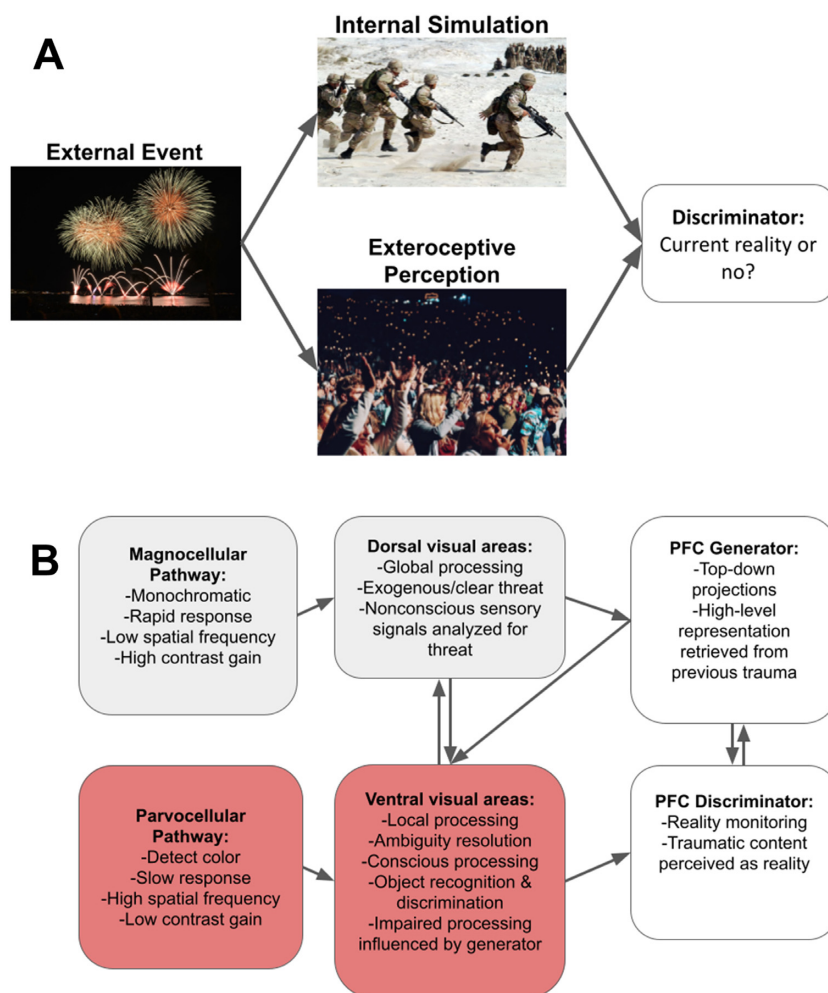 A
Internal Simulation
External Event
Exteroceptive
Perception
Discriminator:
Current reality or
no?
B
Magnocellular
Pathway:
-Monochromatic
-Rapid response
-Low spatial frequency
-High contrast gain
Dorsal visual areas:
-Global processing
-Exogenous/clear threat
-Nonconscious sensory
signals analyzed for
threat
PFC Generator:
-Top-down
projections
-High-level
representation
retrieved from
previous trauma
Parvocellular
Pathway:
-Detect color
-Slow response
-High spatial frequency
-Low contrast gain
Ventral visual areas:
-Local processing
-Ambiguity resolution
-Conscious processing
-Object recognition &
discrimination
-Impaired processing
influenced by generator
PFC Discriminator:
-Reality monitoring
-Traumatic content
perceived as reality